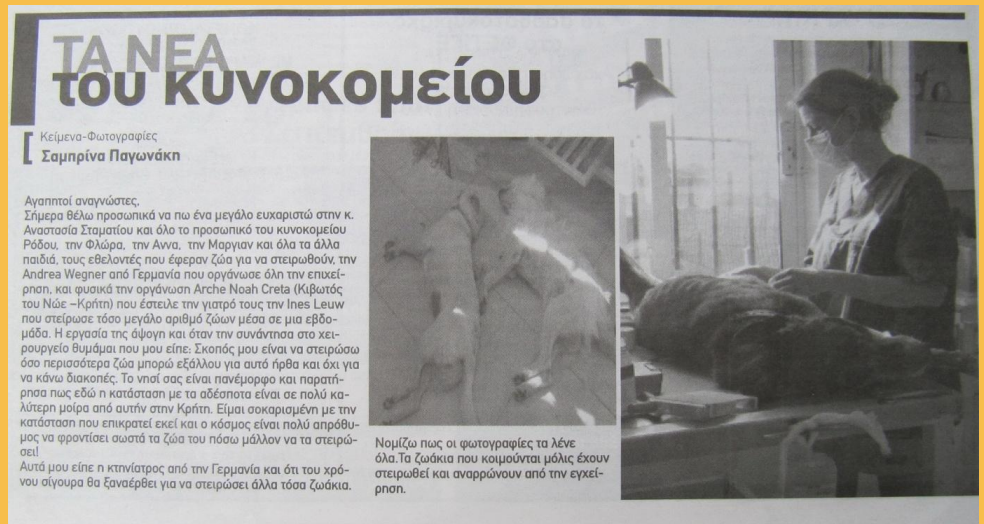 ΤΑ ΝΕΑ
του κυνοκομείου
Κείμενα-Φωτογραφίες
Σαμπρίνα Παγωνάκη
Αγαπητοί αναγνώστες,
Σήμερα θέλω προσωπικά να πω ένα μεγάλο ευχαριστώ στην κ.
Αναστασία Σταματίου και όλο το προσωπικό του κυνοκομείου
Ρόδου, την Φλώρα, την Αννα, την Μαργιαν και όλα τα άλλα
παιδιά, τους εθελοντές που έφεραν ζώα για να στειρωθούν, την
Andrea Wegner από Γερμανία που οργάνωσε όλη την επιχεί-
ρηση, και φυσικά την οργάνωση Arche Noah Creta (Κιβωτός
του Νώε –Κρήτη) που έστειλε την γιατρό τους την Ines Leuw
που στείρωσε τόσο μεγάλο αριθμό ζώων μέσα σε μια εβδο-
μάδα. Η εργασία της άψογη και όταν την συνάντησα στο χει-
ρουργείο θυμάμαι που μου είπε: Σκοπός μου είναι να στειρώσω
όσο περισσότερα ζώα μπορώ εξάλλου για αυτό ήρθα και όχι για
να κάνω διακοπές. Το νησί σας είναι πανέμορφο και παρατή-
ρησα πως εδώ η κατάσταση με τα αδέσποτα είναι σε πολύ κα-
λύτερη μοίρα από αυτήν στην Κρήτη. Είμαι σοκαρισμένη με την
κατάσταση που επικρατεί εκεί και ο κόσμος είναι πολύ απρόθυ-
μος να φροντίσει σωστά τα ζώα του πόσω μάλλον να τα στειρώ-
σει!
Αυτά μου είπε η κτηνίατρος από την Γερμανία και ότι του χρό-
νου σίγουρα θα ξαναέρθει για να στειρώσει άλλα τόσα ζωάκια.
Νομίζω πως οι φωτογραφίες τα λένε
όλα.Τα ζωάκια που κοιμούνται μόλις έχουν
στειρωθεί και αναρρώνουν από την εγχεί-
ρηση.